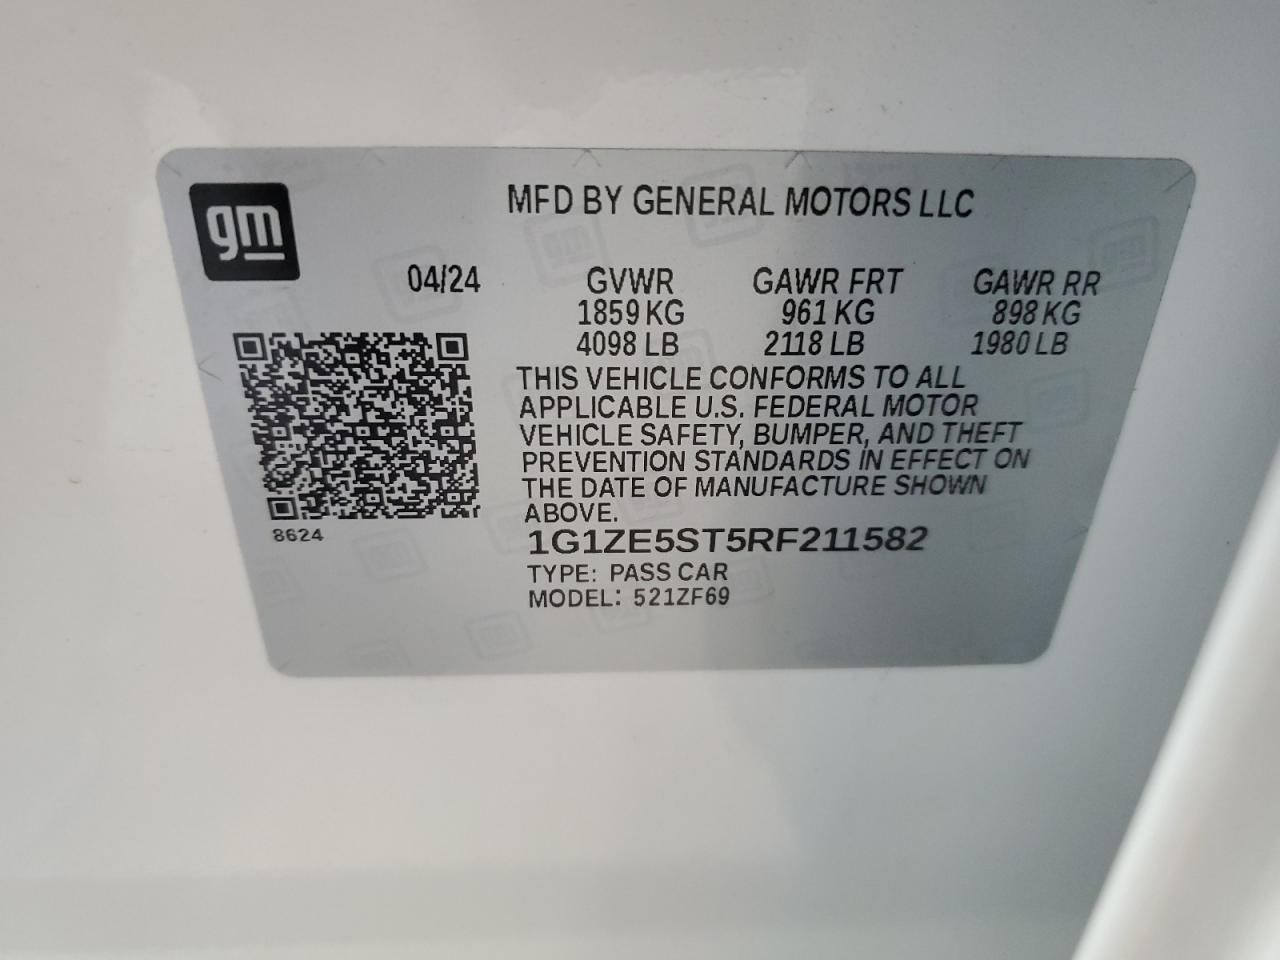 gm
MFD BY GENERAL MOTORS LLC
04/24 GVWR GAWR FRT GAWR RR
1859 KG 961 KG 898 KG
4098 LB 2118 LB 1980 LB
THIS VEHICLE CONFORMS TO ALL
APPLICABLE U.S. FEDERAL MOTOR
VEHICLE SAFETY, BUMPER, AND THEFT
PREVENTION STANDARDS IN EFFECT ON
THE DATE OF MANUFACTURE SHOWN
ABOVE.
8624
1G1ZE5ST5RF211582
TYPE: PASS CAR
MODEL: 521ZF69